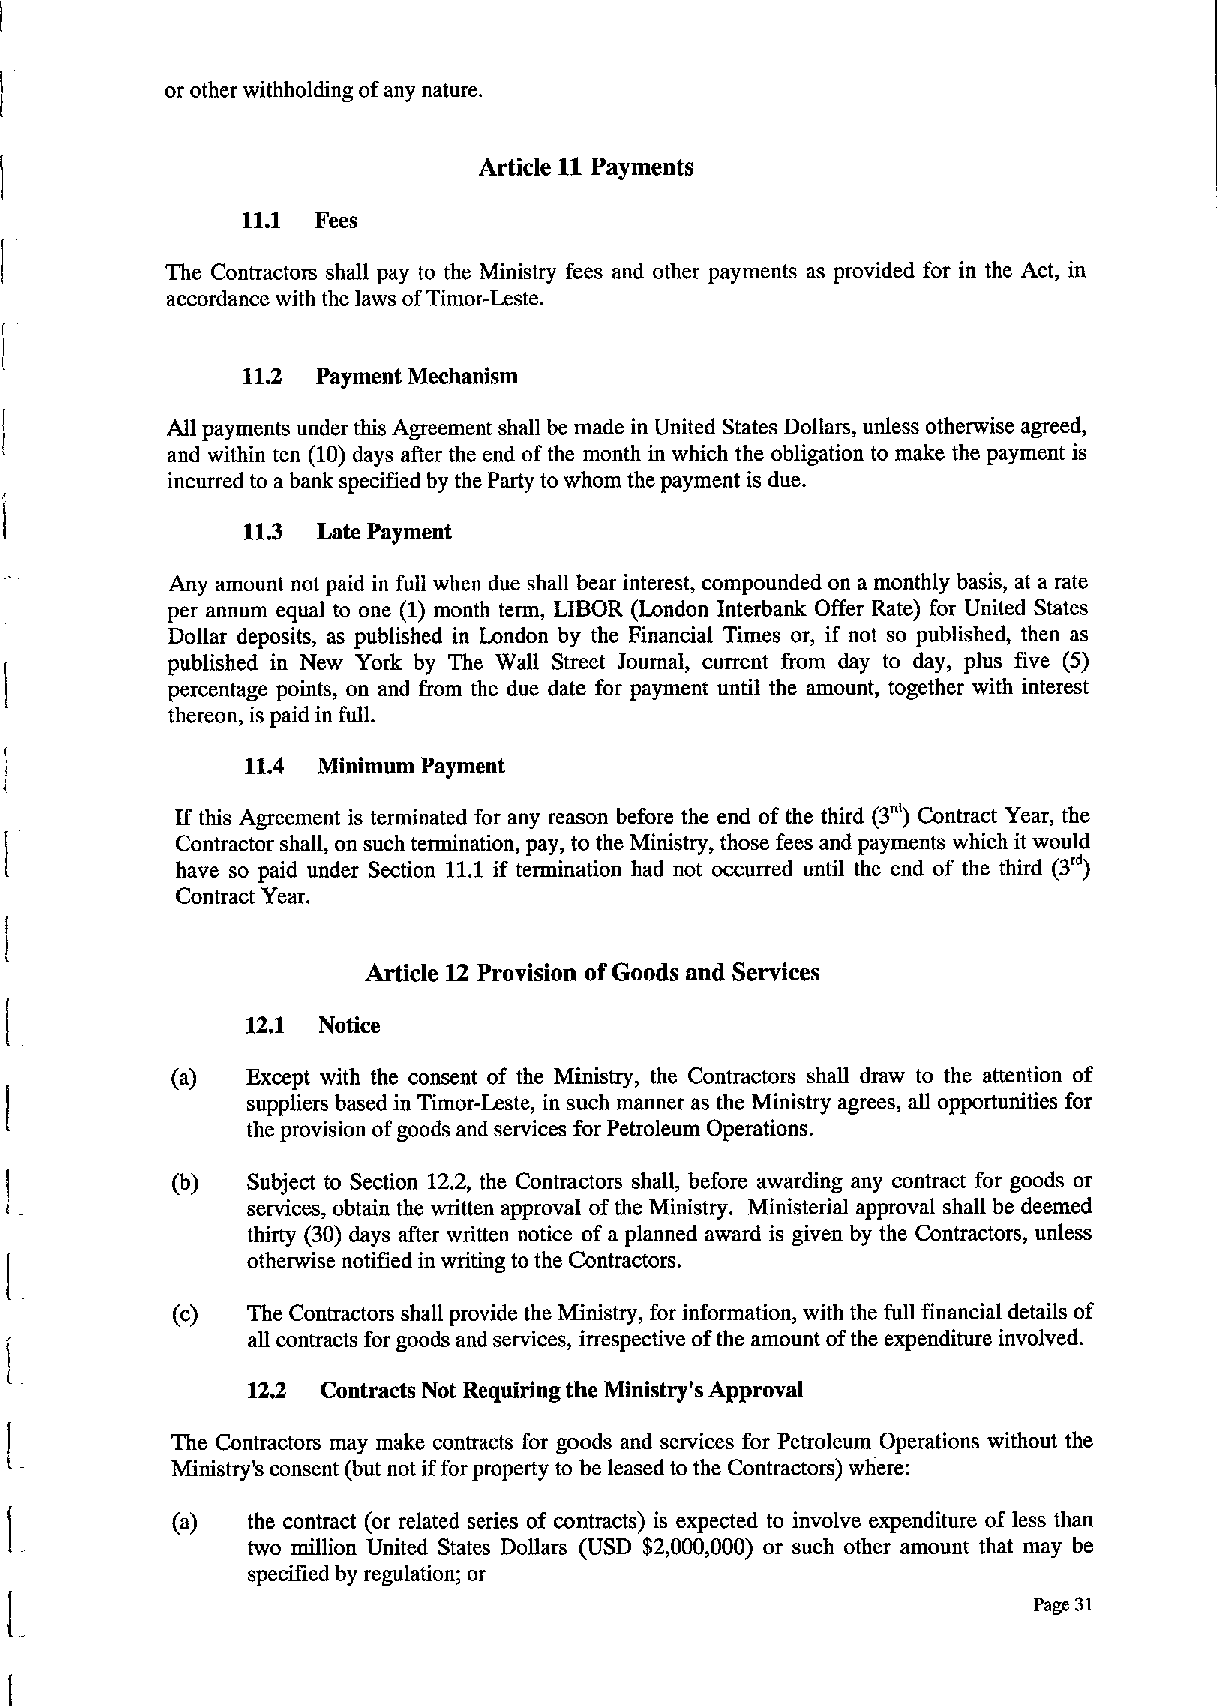 or other withholding of any nature.
Article 11 Payments
11.1 Fees
The Contractors shall pay to the Ministry fees and other payments as provided for in the Act, in
accordance with the laws of Timor-Leste.
11.2 Payment Mechanism
All payments under this Agreement shall be made in United States Dollars, unless otherwise agreed,
and within ten (10) days after the end of the month in which the obligation to make the payment is
incurred to a bank specified by the Party to whom the payment is due.
11.3 Late Payment
Any amount not paid in full when due shall bear interest, compounded on a monthly basis, at a rate
per annum equal to one (1) month term, LIBOR (London Interbank Offer Rate) for United States
Dollar deposits, as published in London by the Financial Times or, if not so published, then as
published in New York by The Wall Street Journal, current from day to day, plus five (5)
percentage points, on and from the due date for payment until the amount, together with interest
thereon, is paid in full.
11.4 Minimum Payment
If this Agreement is terminated for any reason before the end of the third (3rd) Contract Year, the
Contractor shall, on such termination, pay, to the Ministry, those fees and payments which it would
have so paid under Section 11.1 if termination had not occurred until the end of the third (3rd)
Contract Year.
Article 12 Provision of Goods and Services
12.1 Notice
(a) Except with the consent of the Ministry, the Contractors shall draw to the attention of
suppliers based in Timor-Leste, in such manner as the Ministry agrees, all opportunities for
the provision of goods and services for Petroleum Operations.
(b) Subject to Section 12.2, the Contractors shall, before awarding any contract for goods or
services, obtain the written approval of the Ministry. Ministerial approval shall be deemed
thirty (30) days after written notice of a planned award is given by the Contractors, unless
otherwise notified in writing to the Contractors.
(c) The Contractors shall provide the Ministry, for information, with the full financial details of
all contracts for goods and services, irrespective of the amount of the expenditure involved.
12.2 Contracts Not Requiring the Ministry's Approval
The Contractors may make contracts for goods and services for Petroleum Operations without the
Ministry's consent (but not if for property to be leased to the Contractors) where:
(a) the contract (or related series of contracts) is expected to involve expenditure of less than
two million United States Dollars (USD $2,000,000) or such other amount that may be
specified by regulation; or
Page 31